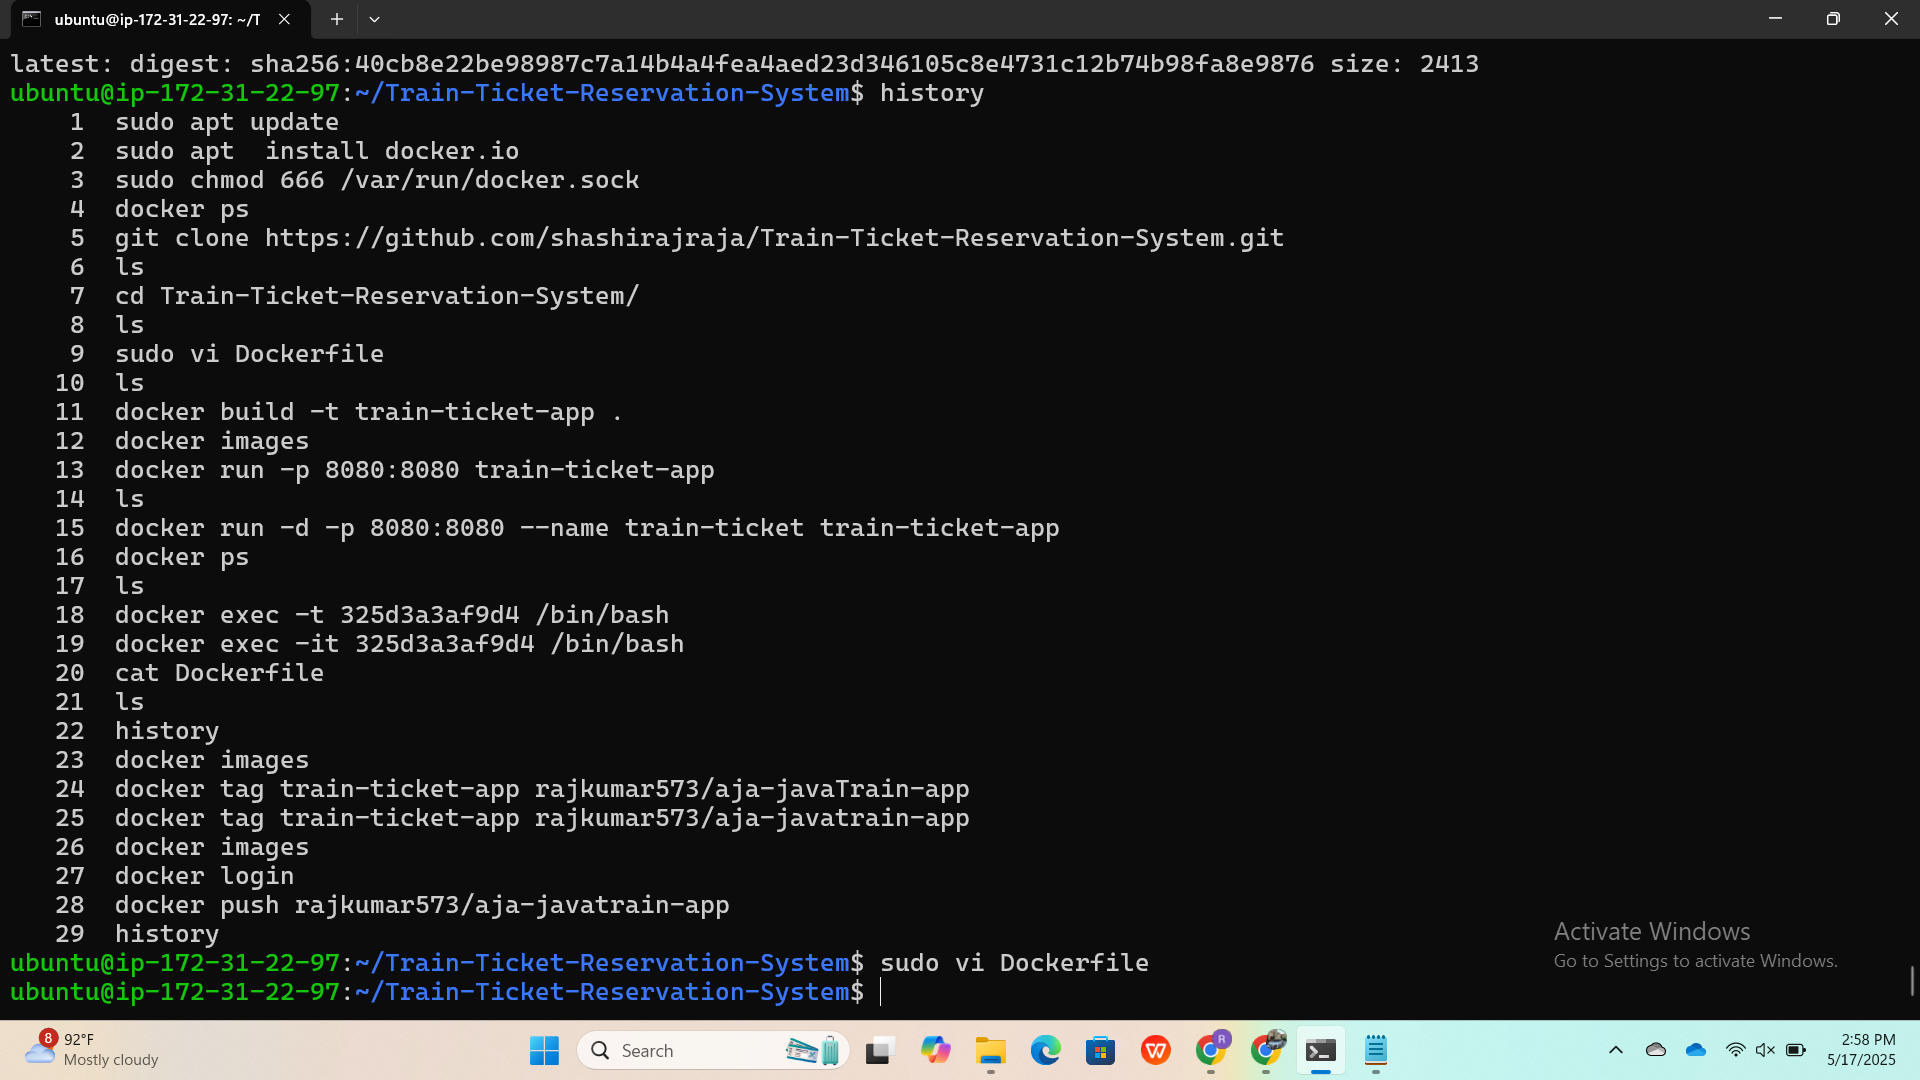 ubuntu@ip-172-31-22-97: ~/T
latest: digest: sha256:40cb8e22be98987c7a14b4a4fea4aed23d346105c8e4731c12b74b98fa8e9876 size: 2413
ubuntu@ip-172-31-22-97:~/Train-Ticket-Reservation-System$ history
1 sudo apt update
2 sudo apt  install docker.io
3 sudo chmod 666 /var/run/docker.sock
4 docker ps
5 git clone https://github.com/shashirajraja/Train-Ticket-Reservation-System.git
6 ls
7 cd Train-Ticket-Reservation-System/
8 ls
9 sudo vi Dockerfile
10 ls
11 docker build -t train-ticket-app .
12 docker images
13 docker run -p 8080:8080 train-ticket-app
14 ls
15 docker run -d -p 8080:8080 --name train-ticket train-ticket-app
16 docker ps
17 ls
18 docker exec -t 325d3a3af9d4 /bin/bash
19 docker exec -it 325d3a3af9d4 /bin/bash
20 cat Dockerfile
21 ls
22 history
23 docker images
24 docker tag train-ticket-app rajkumar573/aja-javaTrain-app
25 docker tag train-ticket-app rajkumar573/aja-javatrain-app
26 docker images
27 docker login
28 docker push rajkumar573/aja-javatrain-app
29 history
ubuntu@ip-172-31-22-97:~/Train-Ticket-Reservation-System$ sudo vi Dockerfile
ubuntu@ip-172-31-22-97:~/Train-Ticket-Reservation-System$
Activate Windows
Go to Settings to activate Windows.
8
92°F
Mostly cloudy
Search
R
2:58 PM
5/17/2025